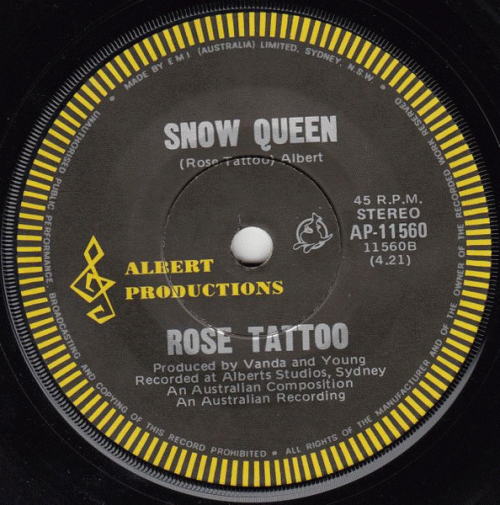 MADE BY E M I (AUSTRALIA) LIMITED, SYDNEY, N.S.W.
SNOW QUEEN
(Rose Tattoo) Albert
45 R.P.M.
STEREO
AP-11560
11560B
(4.21)
ALBERT
PRODUCTIONS
ROSE TATTOO
Produced by Vanda and Young
Recorded at Alberts Studios, Sydney
An Australian Composition
An Australian Recording
UNAUTHORISED PUBLIC PERFORMANCE, BROADCASTING AND COPYING OF THIS RECORD PROHIBITED • ALL RIGHTS OF THE MANUFACTURER AND OF THE OWNER OF THE RECORDED WORK RESERVED